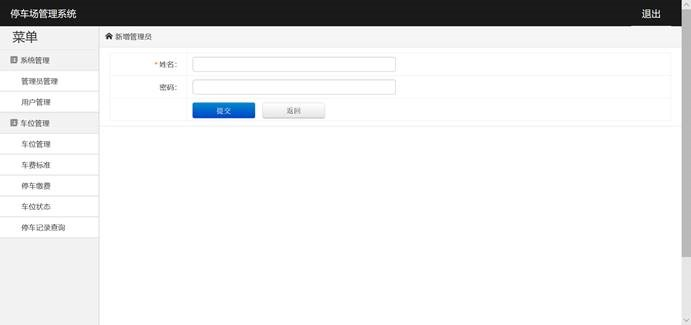 停车场管理系统 退出
菜单
新增管理员
系统管理
管理员管理
用户管理
车位管理
车位管理
车费标准
停车缴费
车位状态
停车记录查询
* 姓名：
密码：
提交 返回